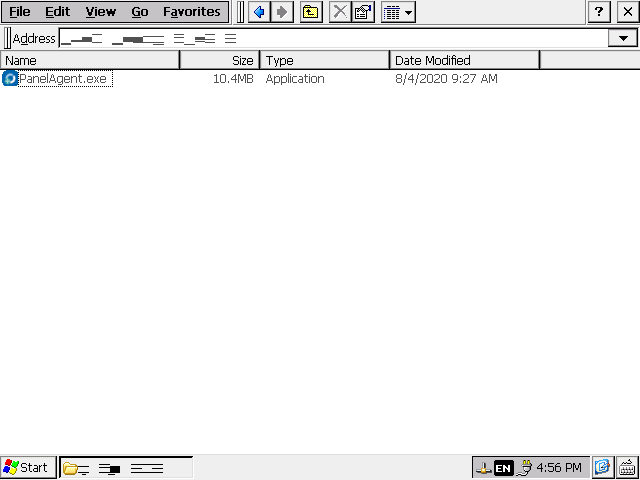 File Edit View Go Favorites ? X
Address
Name Size Type Date Modified
PanelAgent.exe 10.4MB Application 8/4/2020 9:27 AM
Start EN 4:56 PM